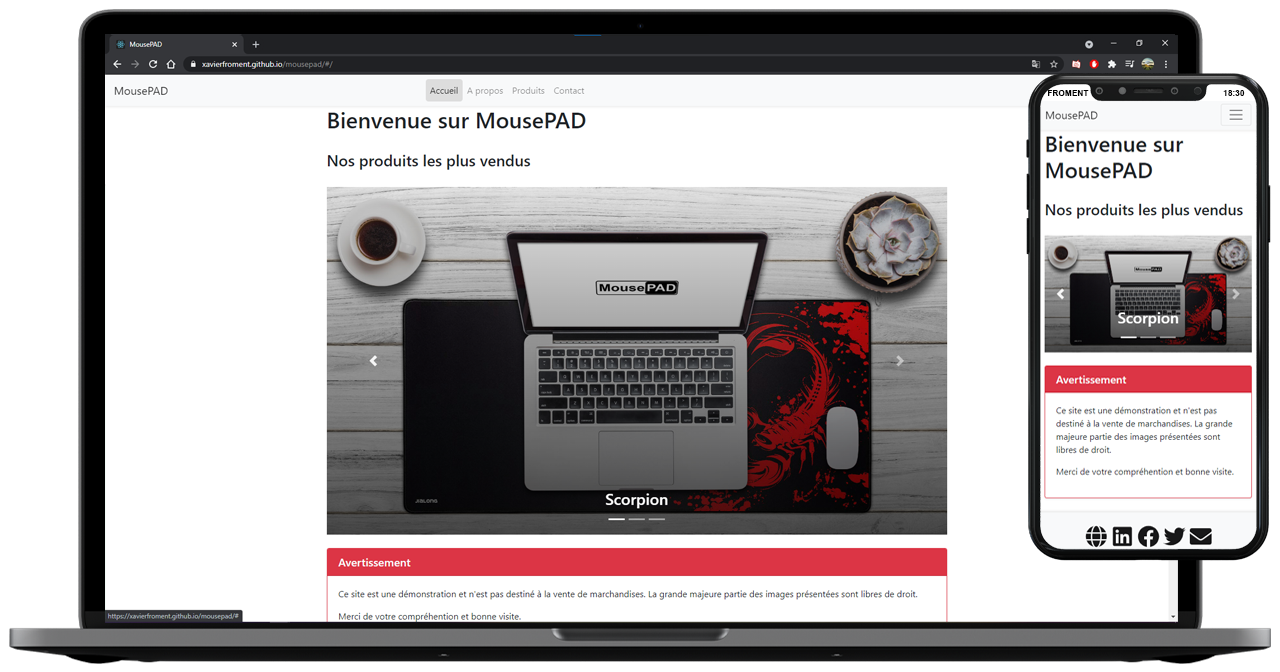 MousePAD
xavierfroment.github.io/mousepad/#/
MousePAD
Accueil A propos Produits Contact
Bienvenue sur MousePAD
Nos produits les plus vendus
MousePAD
JIALONG
Scorpion
Avertissement
Ce site est une démonstration et n'est pas destiné à la vente de marchandises. La grande majeure partie des images présentées sont libres de droit.
Merci de votre compréhention et bonne visite.
https://xavierfroment.github.io/mousepad/#
FROMENT 18:30
MousePAD
Bienvenue sur
MousePAD
Nos produits les plus vendus
MousePAD
Scorpion
Avertissement
Ce site est une démonstration et n'est pas
destiné à la vente de marchandises. La grande
majeure partie des images présentées sont
libres de droit.
Merci de votre compréhention et bonne visite.